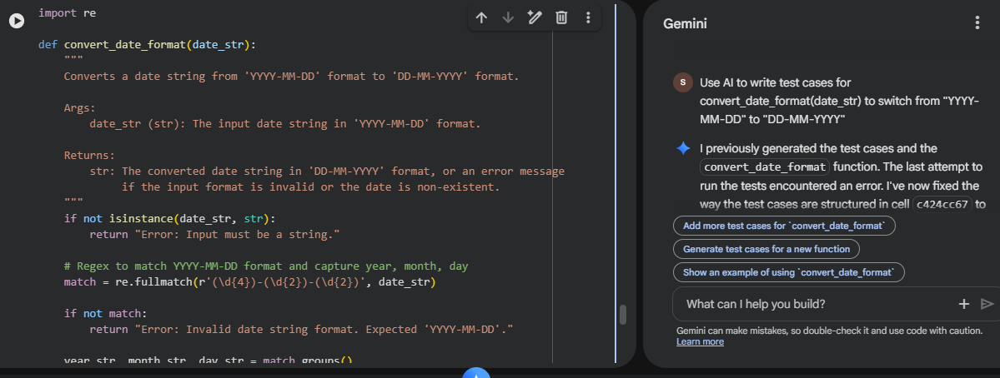 import re
def convert_date_format(date_str):
"""
Converts a date string from 'YYYY-MM-DD' format to 'DD-MM-YYYY' format.
Args:
date_str (str): The input date string in 'YYYY-MM-DD' format.
Returns:
str: The converted date string in 'DD-MM-YYYY' format, or an error message
if the input format is invalid or the date is non-existent.
"""
if not isinstance(date_str, str):
return "Error: Input must be a string."
# Regex to match YYYY-MM-DD format and capture year, month, day
match = re.fullmatch(r'(\d{4})-(\d{2})-(\d{2})', date_str)
if not match:
return "Error: Invalid date string format. Expected 'YYYY-MM-DD'."
year_str, month_str, day_str = match.groups()
Gemini
S
Use AI to write test cases for
convert_date_format(date_str) to switch from "YYYY-
MM-DD" to "DD-MM-YYYY"
I previously generated the test cases and the
convert_date_format function. The last attempt to
run the tests encountered an error. I've now fixed the
way the test cases are structured in cell c424cc67 to
Add more test cases for `convert_date_format`
Generate test cases for a new function
Show an example of using `convert_date_format`
What can I help you build?
Gemini can make mistakes, so double-check it and use code with caution.
Learn more